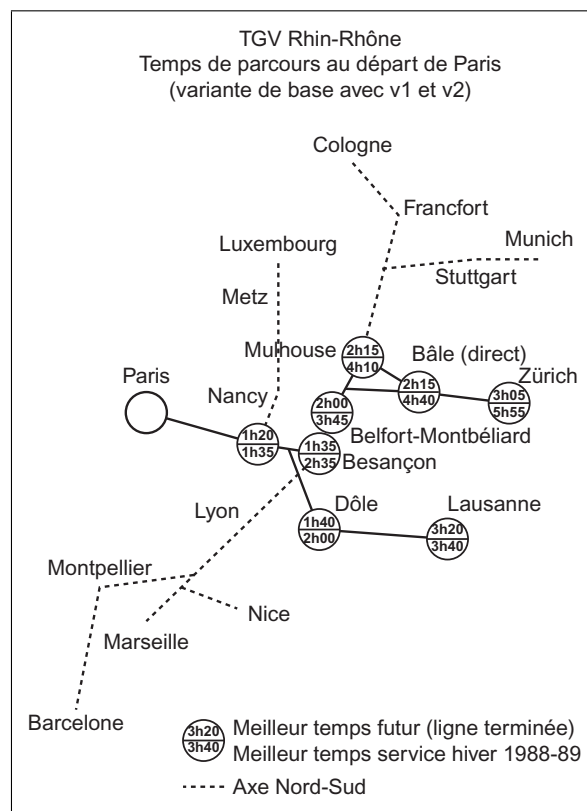 TGV Rhin-Rhône
Temps de parcours au départ de Paris
(variante de base avec v1 et v2)
Cologne
Francfort
Luxembourg
Munich
Stuttgart
Metz
Mulhouse
2h15
4h10
Bâle (direct)
2h15
4h40
Zürich
3h05
5h55
Paris
Nancy
2h00
3h45
Belfort-Montbéliard
1h20
1h35
1h35
2h35
Besançon
Lyon
Dôle
1h40
2h00
Lausanne
3h20
3h40
Montpellier
Nice
Marseille
Barcelone
3h20
3h40
Meilleur temps futur (ligne terminée)
Meilleur temps service hiver 1988-89
Axe Nord-Sud